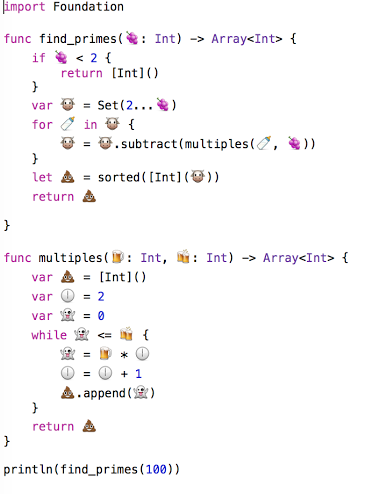 import Foundation
func find_primes(🍇: Int) -> Array<Int> {
if 🍇 < 2 {
return [Int]()
}
var 🐮 = Set(2...🍇)
for 🍼 in 🐮 {
🐮 = 🐮.subtract(multiples(🍼, 🍇))
}
let 💩 = sorted([Int](🐮))
return 💩
}
func multiples(🍺: Int, 🍻: Int) -> Array<Int> {
var 💩 = [Int]()
var 🕛 = 2
var 👻 = 0
while 👻 <= 🍻 {
👻 = 🍺 * 🕛
🕛 = 🕛 + 1
💩.append(👻)
}
return 💩
}
println(find_primes(100))